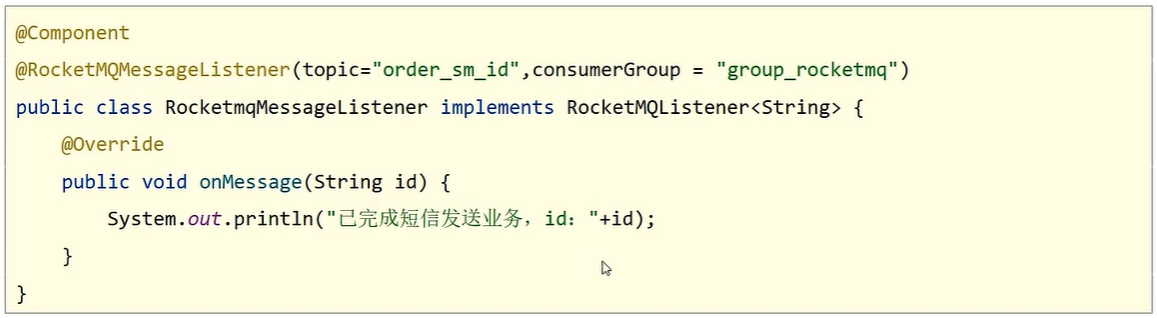 @Component
@RocketMQMessageListener(topic="order_sm_id",consumerGroup = "group_rocketmq")
public class RocketmqMessageListener implements RocketMQListener<String> {
    @Override
    public void onMessage(String id) {
        System.out.println("已完成短信发送业务，id："+id);
    }
}